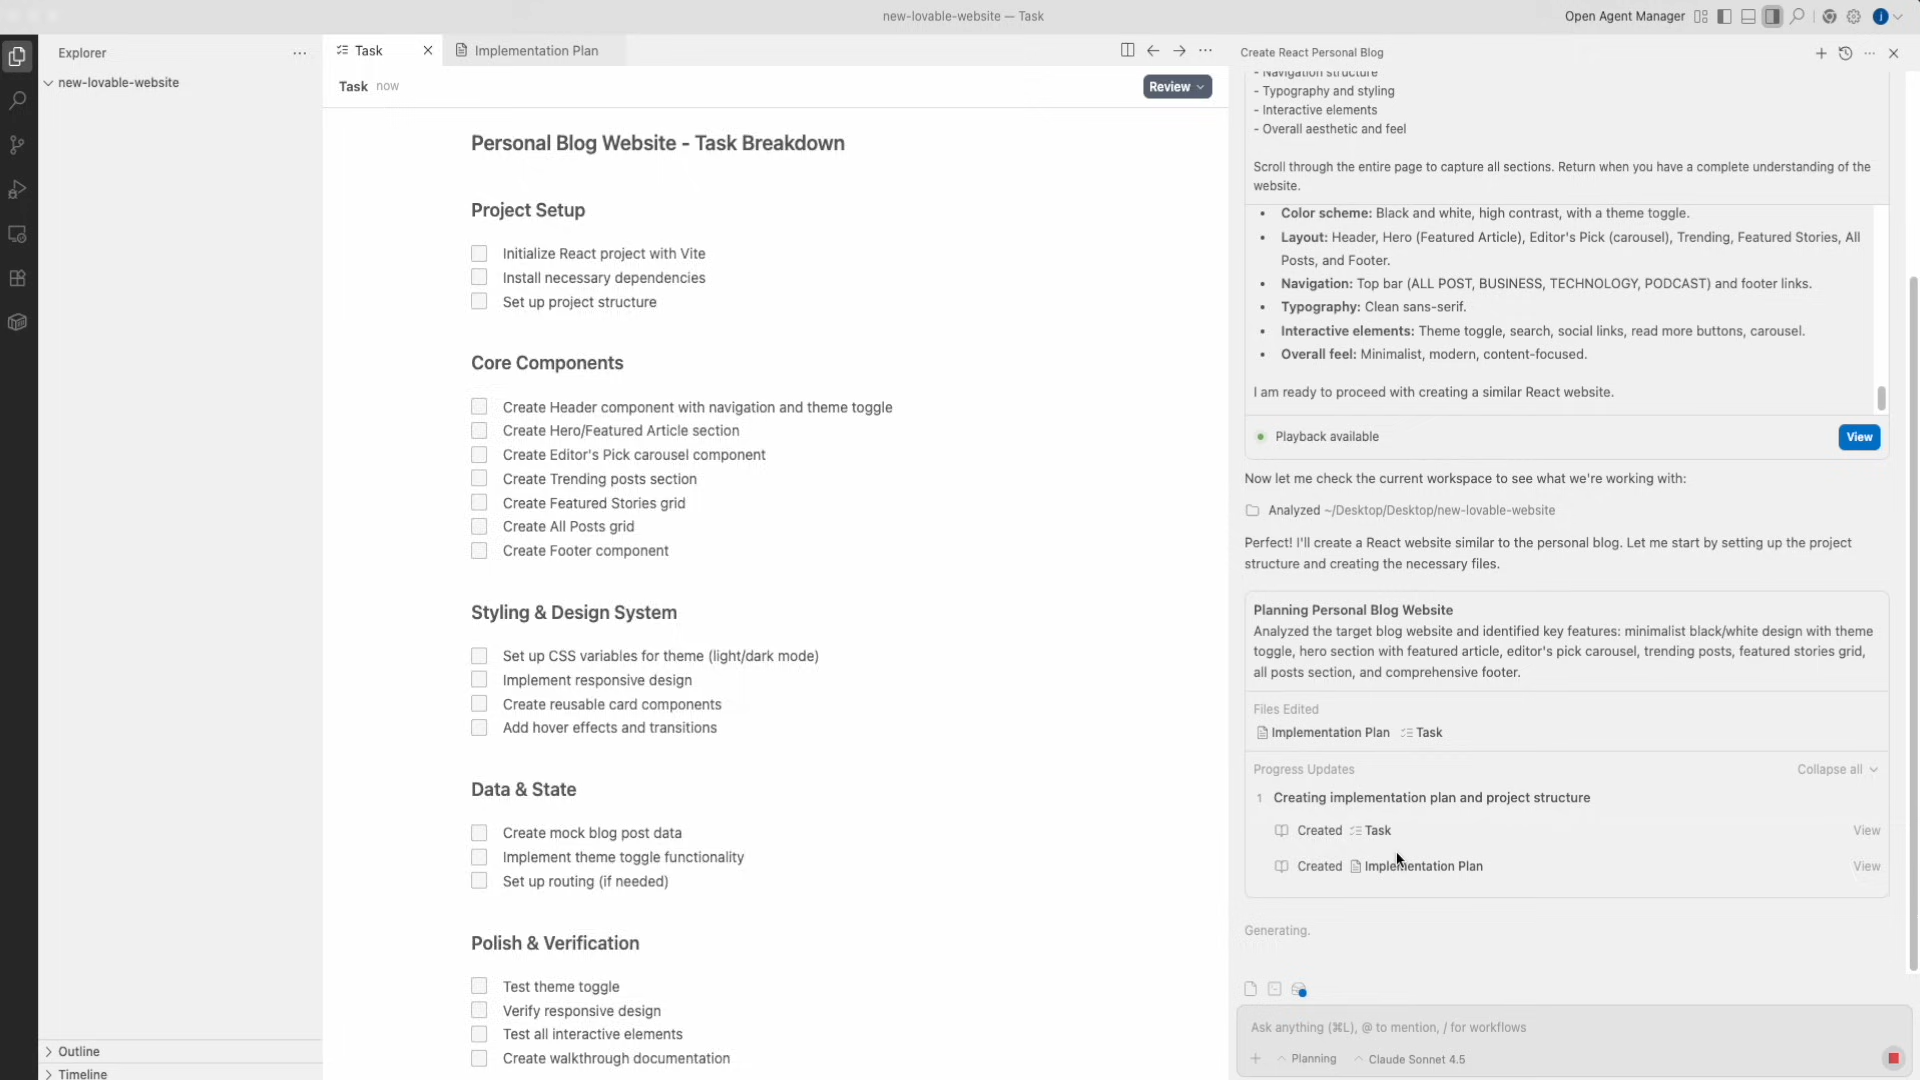 new-lovable-website — Task
Open Agent Manager
Explorer
new-lovable-website
Outline
Timeline
Task
Implementation Plan
Task now
Review
Personal Blog Website - Task Breakdown
Project Setup
Initialize React project with Vite
Install necessary dependencies
Set up project structure
Core Components
Create Header component with navigation and theme toggle
Create Hero/Featured Article section
Create Editor's Pick carousel component
Create Trending posts section
Create Featured Stories grid
Create All Posts grid
Create Footer component
Styling & Design System
Set up CSS variables for theme (light/dark mode)
Implement responsive design
Create reusable card components
Add hover effects and transitions
Data & State
Create mock blog post data
Implement theme toggle functionality
Set up routing (if needed)
Polish & Verification
Test theme toggle
Verify responsive design
Test all interactive elements
Create walkthrough documentation
Create React Personal Blog
- Navigation structure
- Typography and styling
- Interactive elements
- Overall aesthetic and feel
Scroll through the entire page to capture all sections. Return when you have a complete understanding of the
website.
• Color scheme: Black and white, high contrast, with a theme toggle.
• Layout: Header, Hero (Featured Article), Editor's Pick (carousel), Trending, Featured Stories, All
Posts, and Footer.
• Navigation: Top bar (ALL POST, BUSINESS, TECHNOLOGY, PODCAST) and footer links.
• Typography: Clean sans-serif.
• Interactive elements: Theme toggle, search, social links, read more buttons, carousel.
• Overall feel: Minimalist, modern, content-focused.
I am ready to proceed with creating a similar React website.
Playback available
View
Now let me check the current workspace to see what we're working with:
Analyzed ~/Desktop/Desktop/new-lovable-website
Perfect! I'll create a React website similar to the personal blog. Let me start by setting up the project
structure and creating the necessary files.
Planning Personal Blog Website
Analyzed the target blog website and identified key features: minimalist black/white design with theme
toggle, hero section with featured article, editor's pick carousel, trending posts, featured stories grid,
all posts section, and comprehensive footer.
Files Edited
Implementation Plan Task
Progress Updates
Collapse all
1 Creating implementation plan and project structure
Created Task View
Created Implementation Plan View
Generating.
Ask anything (⌘L), @ to mention, / for workflows
Planning
Claude Sonnet 4.5